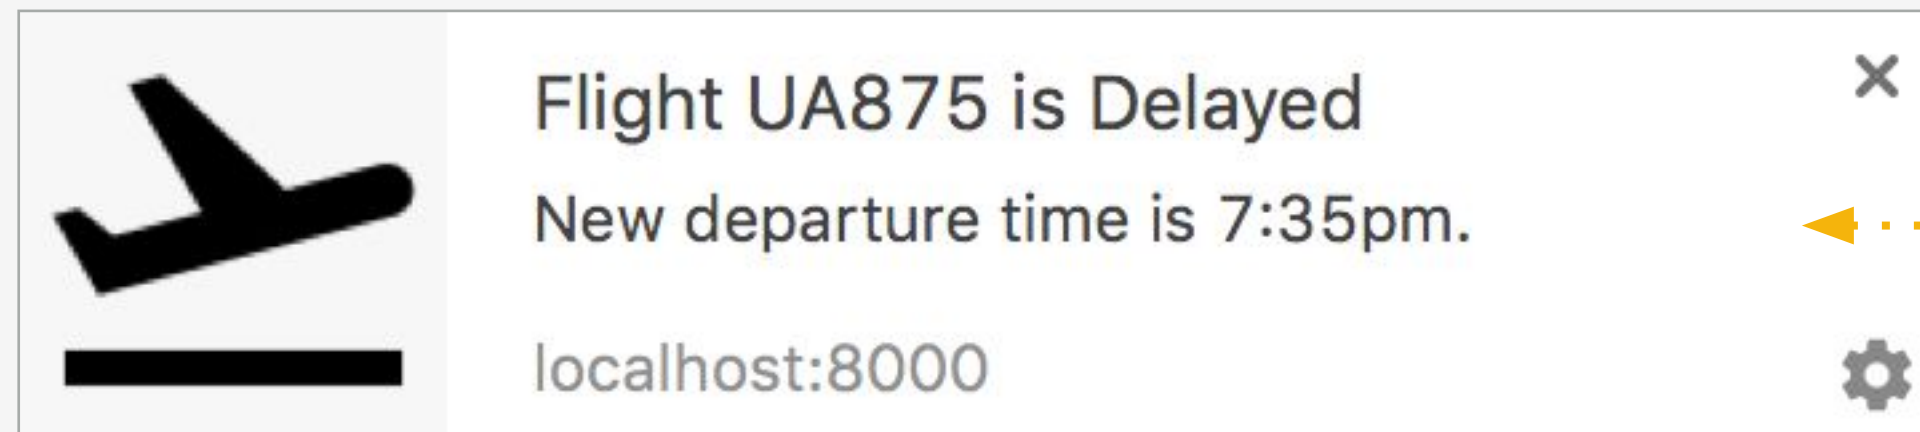 Flight UA875 is Delayed
New departure time is 7:35pm.
localhost:8000